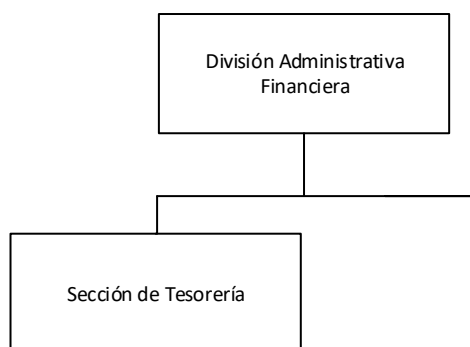 División Administrativa
Financiera
Sección de Tesorería